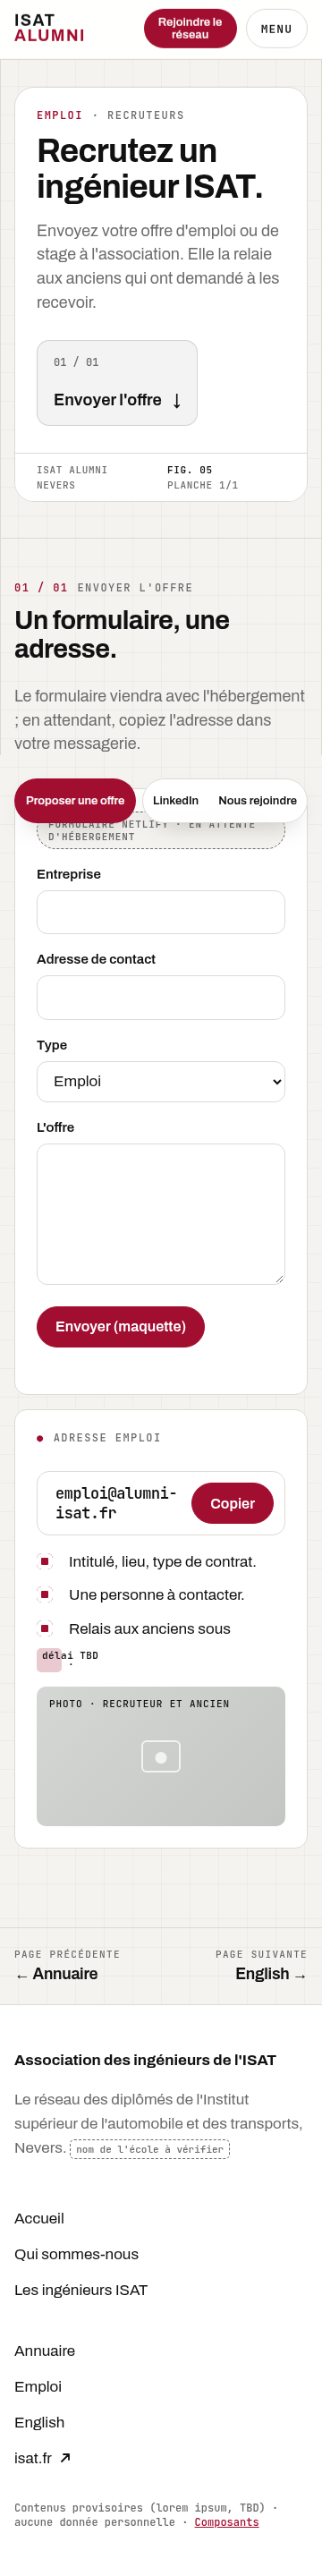 ISAT
ALUMNI
Rejoindre le
réseau
MENU
EMPLOI · RECRUTEURS
Recrutez un
ingénieur ISAT.
Envoyez votre offre d'emploi ou de
stage à l'association. Elle la relaie
aux anciens qui ont demandé à les
recevoir.
01 / 01
Envoyer l'offre ↓
ISAT ALUMNI
NEVERS
FIG. 05
PLANCHE 1/1
01 / 01 ENVOYER L'OFFRE
Un formulaire, une
adresse.
Le formulaire viendra avec l'hébergement
; en attendant, copiez l'adresse dans
votre messagerie.
Proposer une offre
LinkedIn
Nous rejoindre
FORMULAIRE NETLIFY · EN ATTENTE
D'HÉBERGEMENT
Entreprise
Adresse de contact
Type
Emploi
L'offre
Envoyer (maquette)
ADRESSE EMPLOI
emploi@alumni-
isat.fr
Copier
Intitulé, lieu, type de contrat.
Une personne à contacter.
Relais aux anciens sous
délai TBD
.
PHOTO · RECRUTEUR ET ANCIEN
PAGE PRÉCÉDENTE
← Annuaire
PAGE SUIVANTE
English →
Association des ingénieurs de l'ISAT
Le réseau des diplômés de l'Institut
supérieur de l'automobile et des transports,
Nevers. nom de l'école à vérifier
Accueil
Qui sommes-nous
Les ingénieurs ISAT
Annuaire
Emploi
English
isat.fr ↗
Contenus provisoires (lorem ipsum, TBD) ·
aucune donnée personnelle · Composants